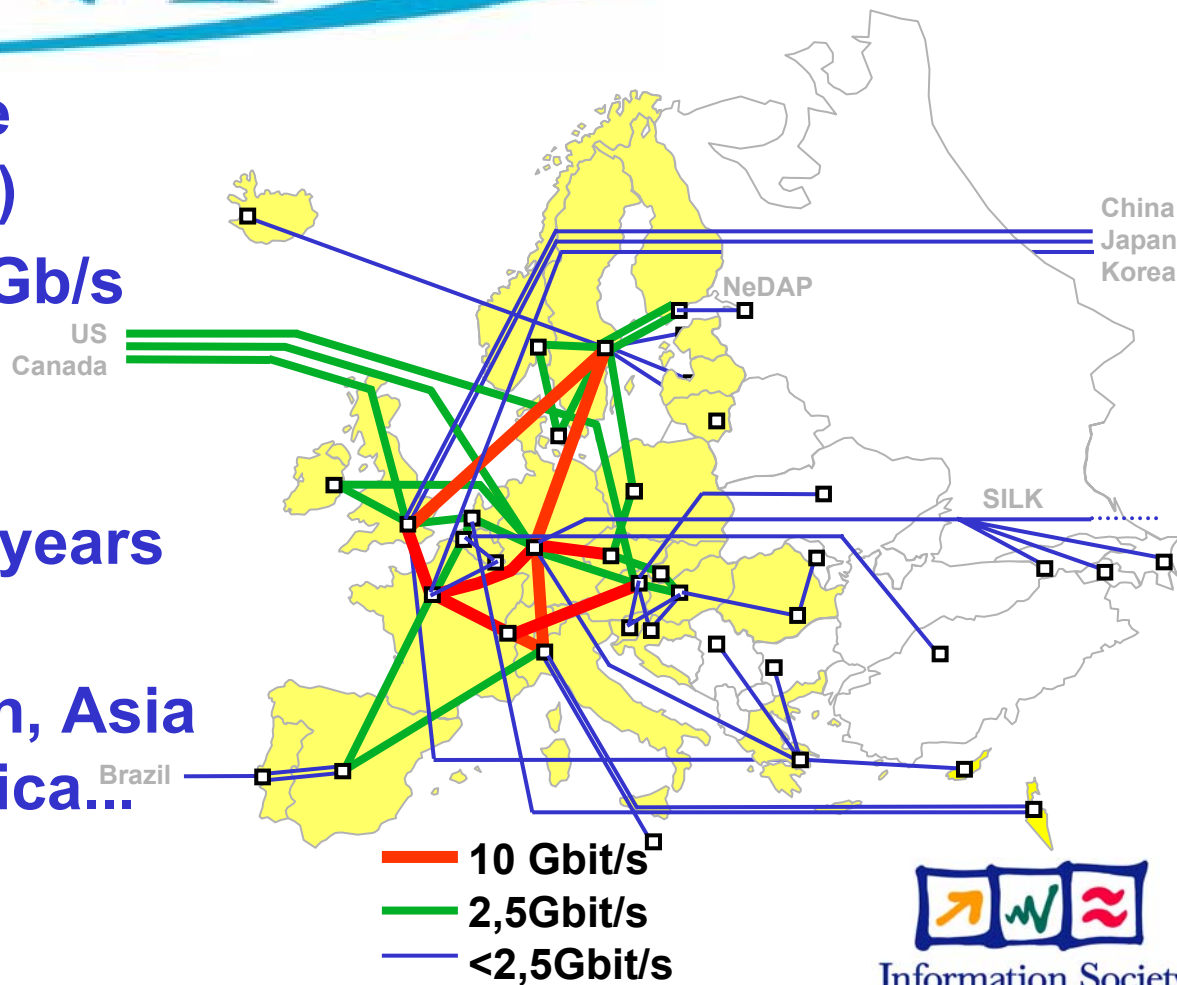 e
)
Gb/s
years
n, Asia
ica...
US
Canada
China
Japan
Korea
NeDAP
SILK
Brazil
10 Gbit/s
2,5Gbit/s
<2,5Gbit/s
Information Society